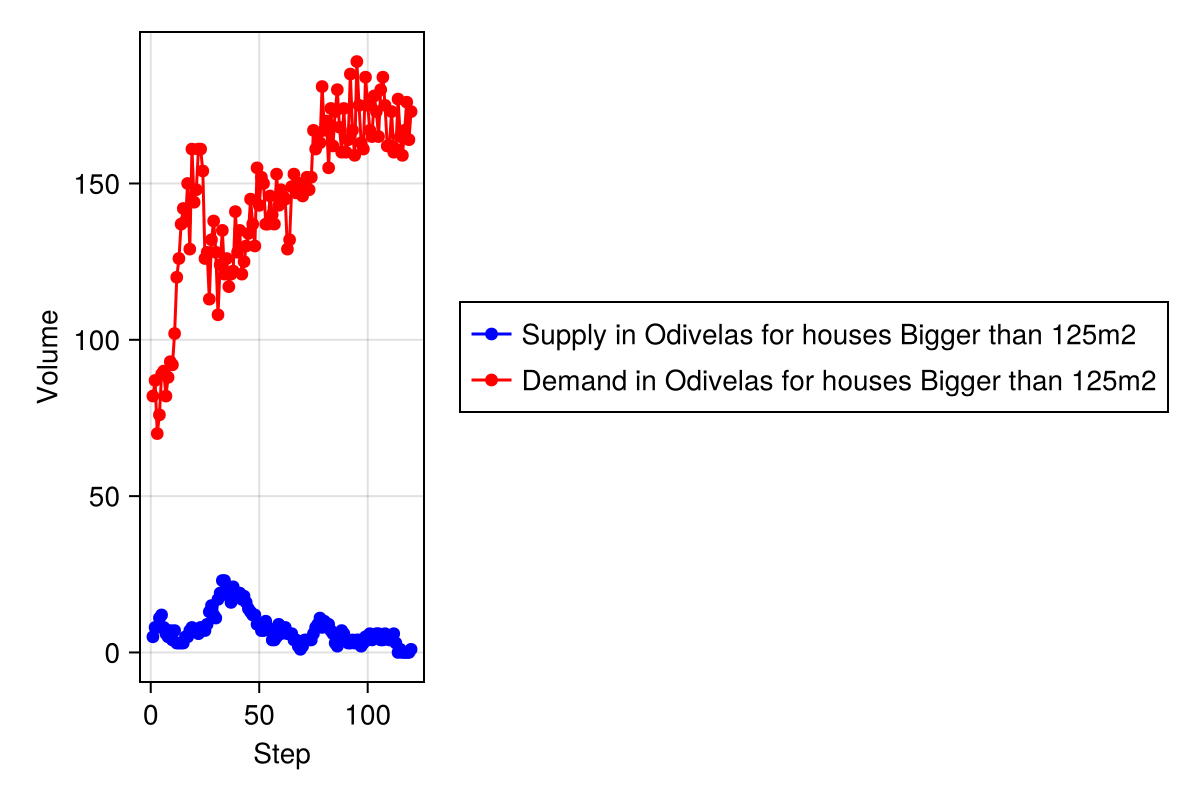 Volume
150
100
50
0
0 50 100
Step
Supply in Odivelas for houses Bigger than 125m2
Demand in Odivelas for houses Bigger than 125m2